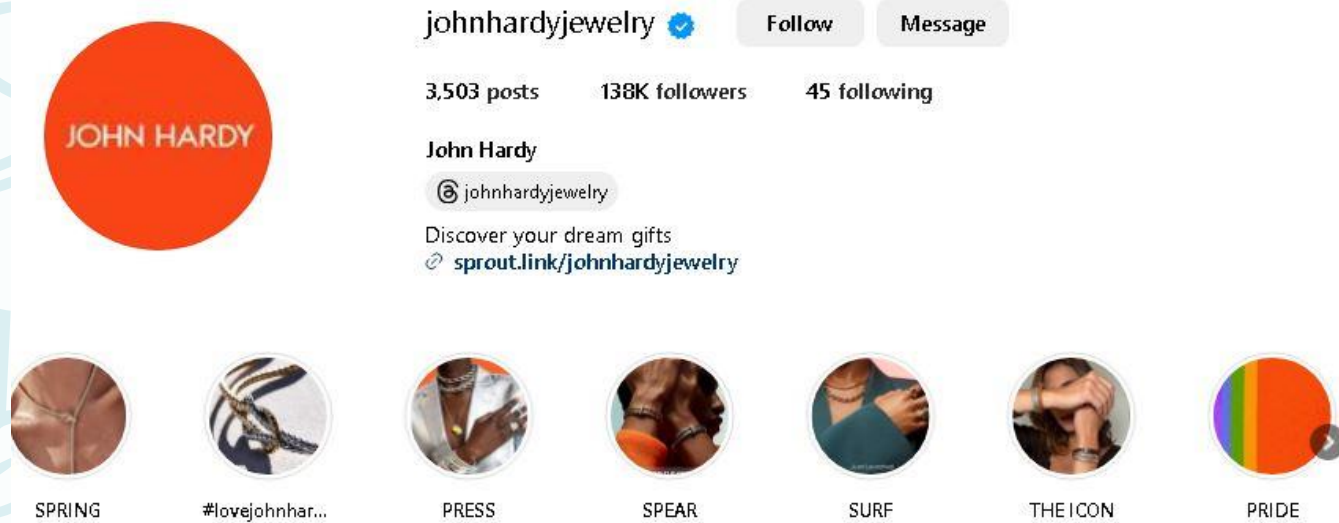 JOHN HARDY
johnhardyjewelry Follow Message
3,503 posts 138K followers 45 following
John Hardy
johnhardyjewelry
Discover your dream gifts
sprout.link/johnhardyjewelry
SPRING #lovejohnhar... PRESS SPEAR SURF THE ICON PRIDE